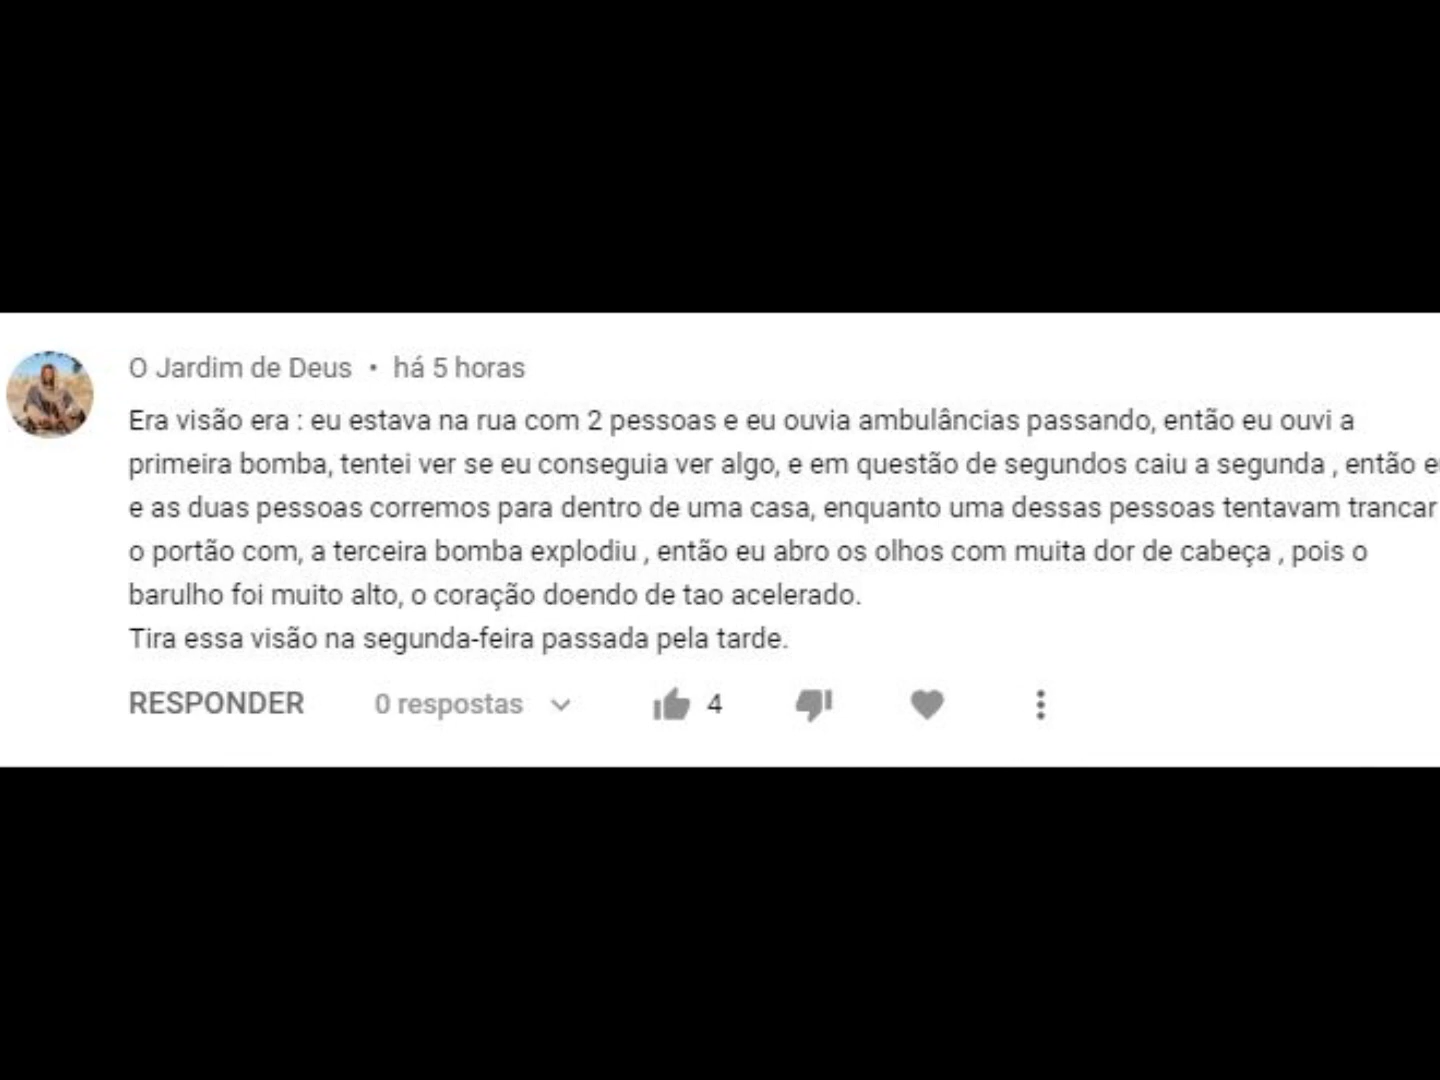 O Jardim de Deus • há 5 horas
Era visão era : eu estava na rua com 2 pessoas e eu ouvia ambulâncias passando, então eu ouvi a
primeira bomba, tentei ver se eu conseguia ver algo, e em questão de segundos caiu a segunda , então
e as duas pessoas corremos para dentro de uma casa, enquanto uma dessas pessoas tentavam trancar
o portão com, a terceira bomba explodiu , então eu abro os olhos com muita dor de cabeça , pois o
barulho foi muito alto, o coração doendo de tao acelerado.
Tira essa visão na segunda-feira passada pela tarde.
RESPONDER 0 respostas 4